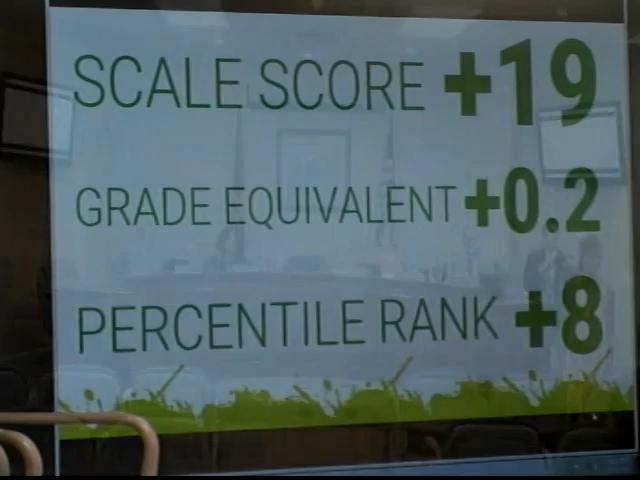 SCALE SCORE +19
GRADE EQUIVALENT +0.2
PERCENTILE RANK +8